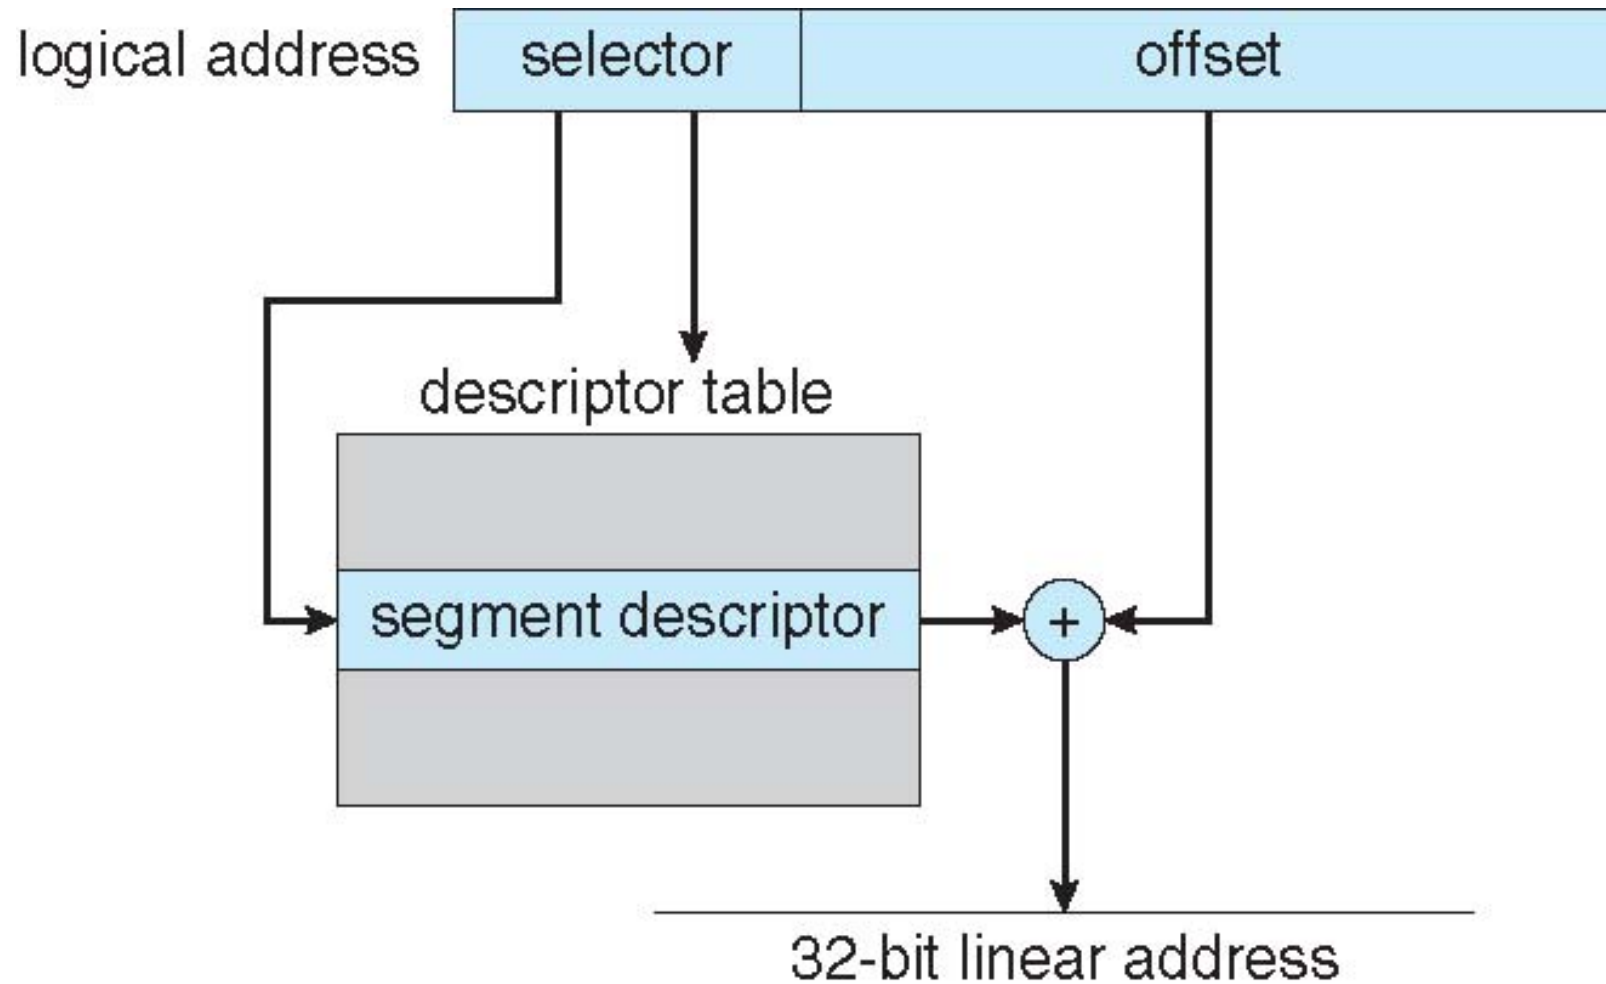 logical address selector offset
descriptor table
segment descriptor +
32-bit linear address